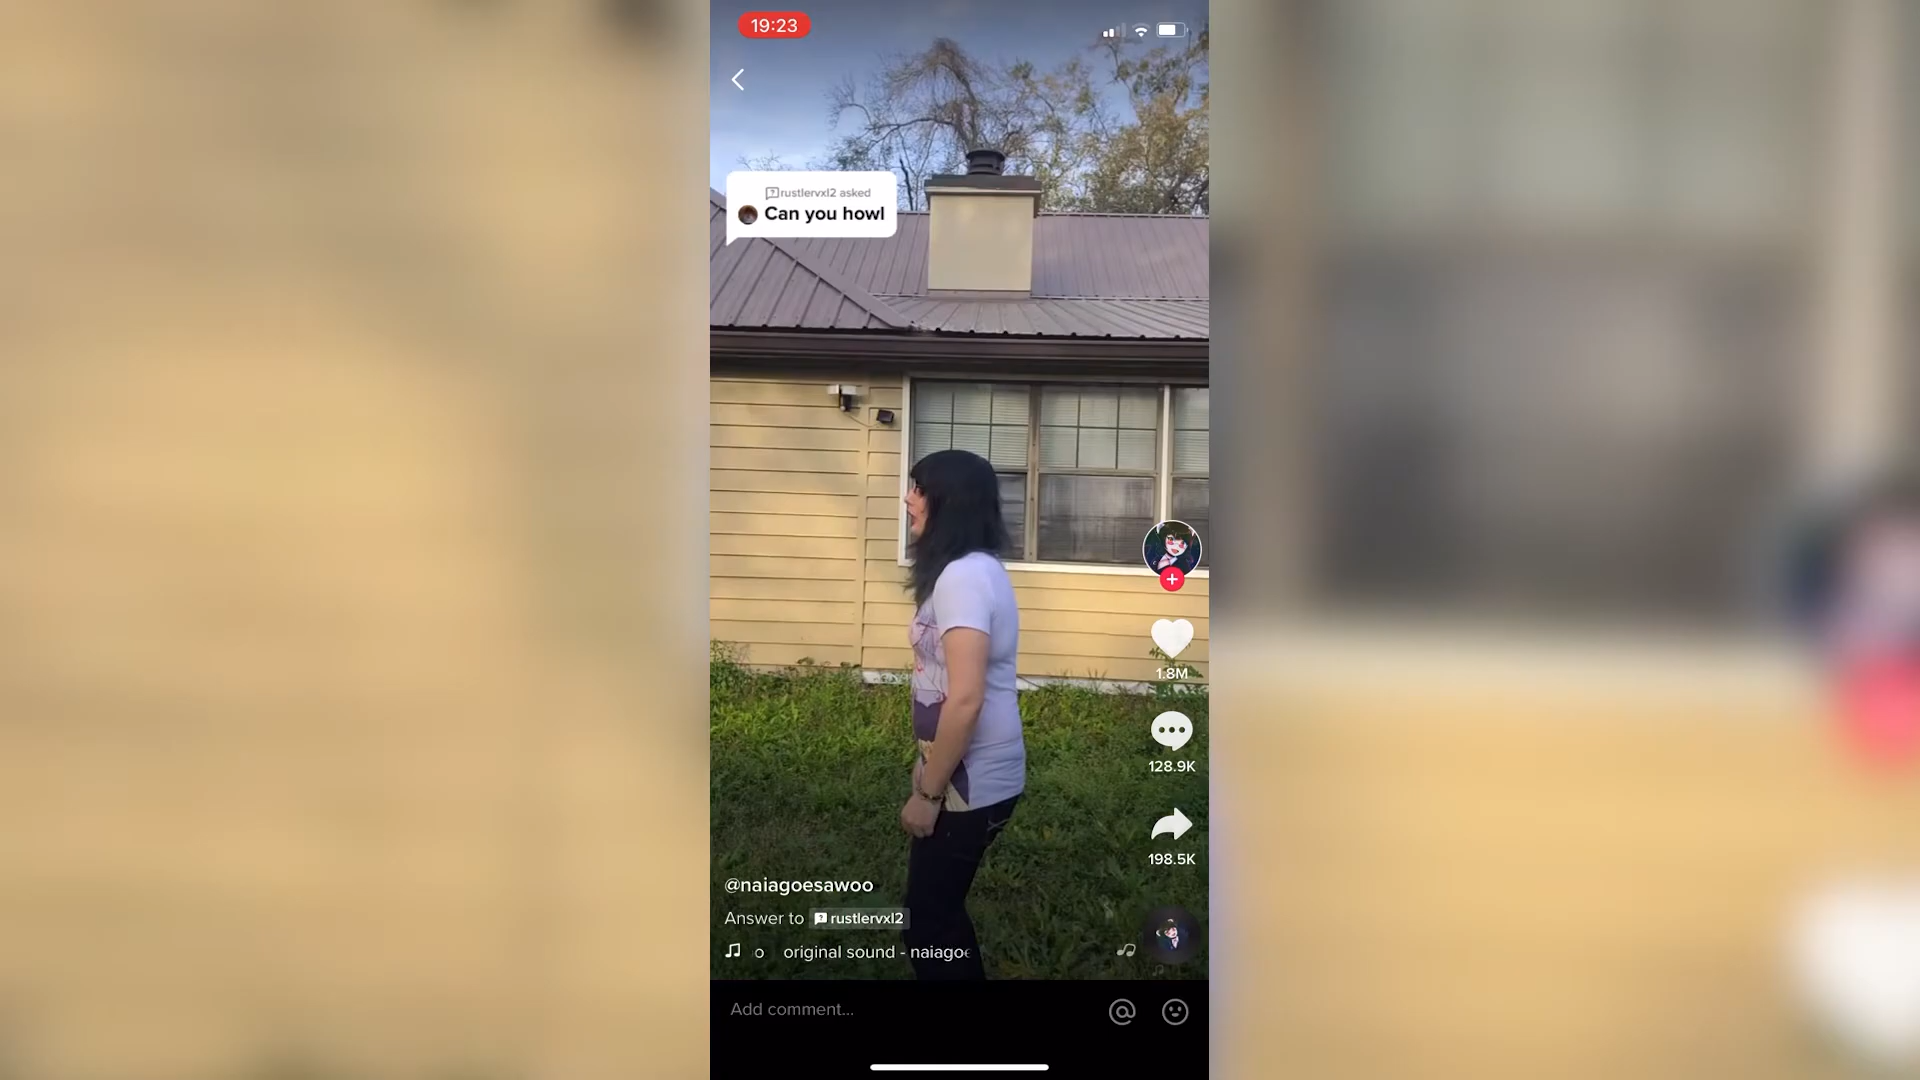 19:23
rustlervxl2 asked
Can you howl
1.8M
128.9K
198.5K
@naiagoesawoo
Answer to rustlervxl2
o original sound - naiagoe
Add comment...